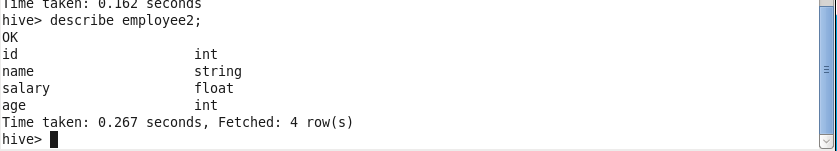 Time taken: 0.162 seconds
hive> describe employee2;
OK
id                      int
name                    string
salary                  float
age                     int
Time taken: 0.267 seconds, Fetched: 4 row(s)
hive>